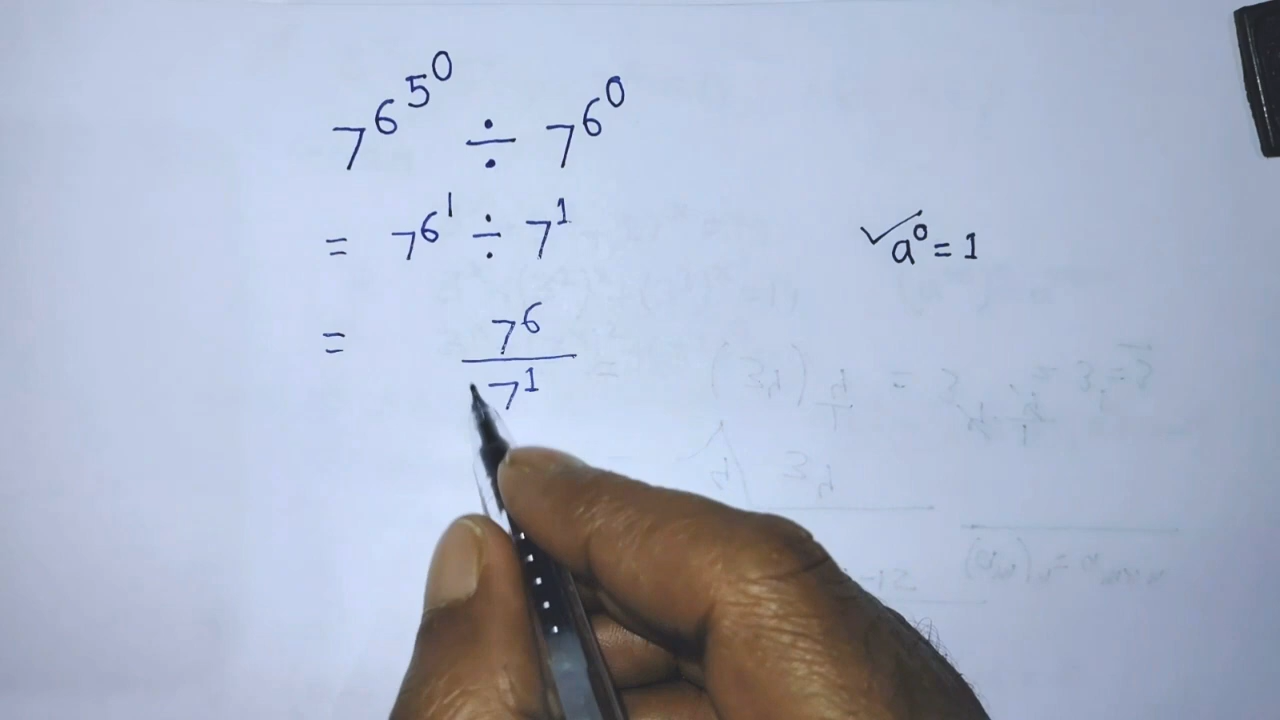 7^6^5^0 ÷ 7^6^0
= 7^6^1 ÷ 7^1
✓a^0 = 1
= 7^6 / 7^1